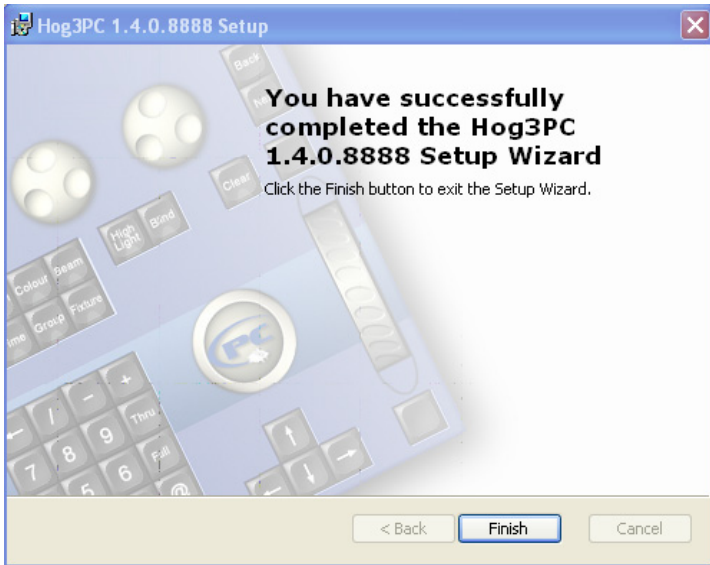 Hog3PC 1.4.0.8888 Setup
Back
You have successfully
completed the Hog3PC
1.4.0.8888 Setup Wizard
Click the Finish button to exit the Setup Wizard.
Clear
High
Light
Blind
Colour
Beam
Group
Fixture
PC
/
-
+
7
8
9
Thru
5
6
Full
@
< Back
Finish
Cancel